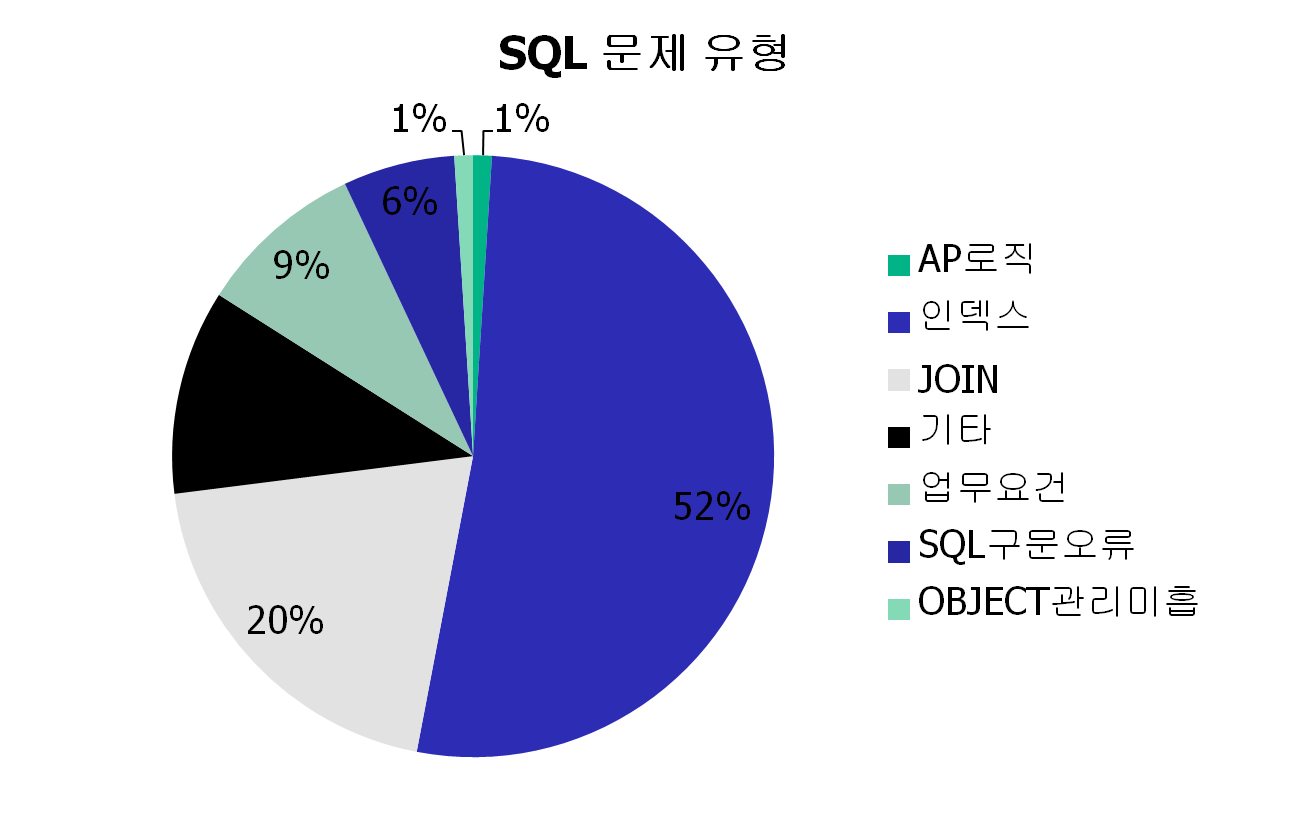 SQL 문제 유형
1%
1%
6%
9%
52%
20%
AP로직
인덱스
JOIN
기타
업무요건
SQL구문오류
OBJECT관리미흡